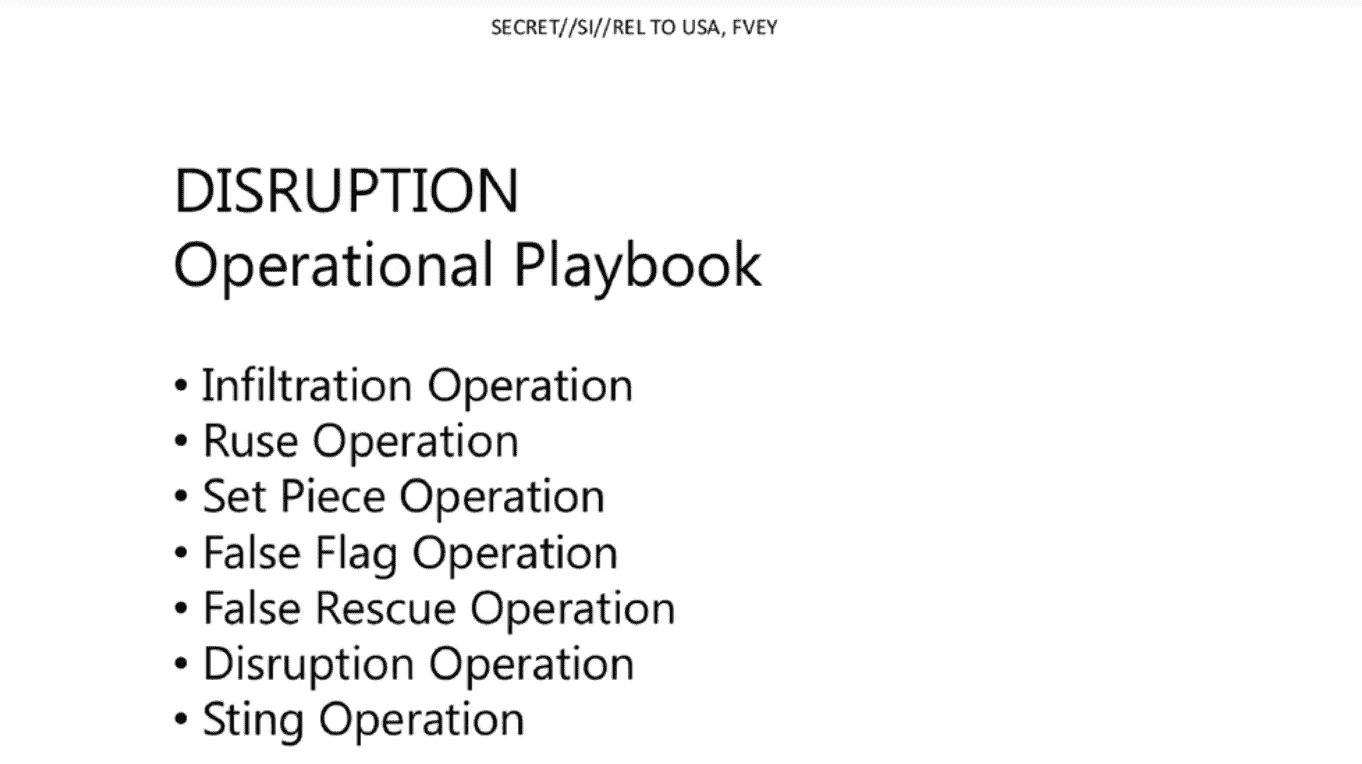 SECRET//SI//REL TO USA, FVEY
DISRUPTION
Operational Playbook
• Infiltration Operation
• Ruse Operation
• Set Piece Operation
• False Flag Operation
• False Rescue Operation
• Disruption Operation
• Sting Operation